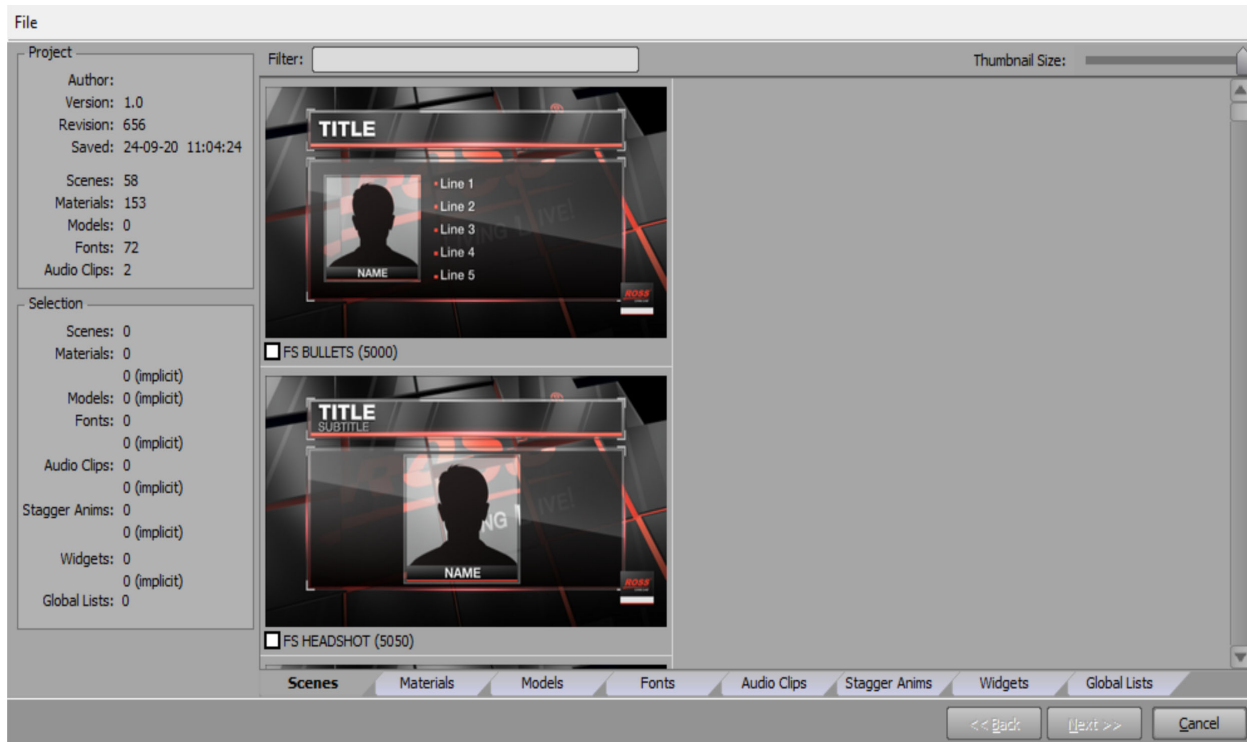 File
Project
Author:
Version: 1.0
Revision: 656
Saved: 24-09-20 11:04:24
Scenes: 58
Materials: 153
Models: 0
Fonts: 72
Audio Clips: 2
Selection
Scenes: 0
Materials: 0
0 (implicit)
Models: 0 (implicit)
Fonts: 0
0 (implicit)
Audio Clips: 0
0 (implicit)
Stagger Anims: 0
0 (implicit)
Widgets: 0
0 (implicit)
Global Lists: 0
Filter:
Thumbnail Size:
TITLE
Line 1
Line 2
Line 3
Line 4
Line 5
NAME
ROSS
FS BULLETS (5000)
TITLE
SUBTITLE
NAME
ROSS
FS HEADSHOT (5050)
Scenes Materials Models Fonts Audio Clips Stagger Anims Widgets Global Lists
<< Back Next >> Cancel